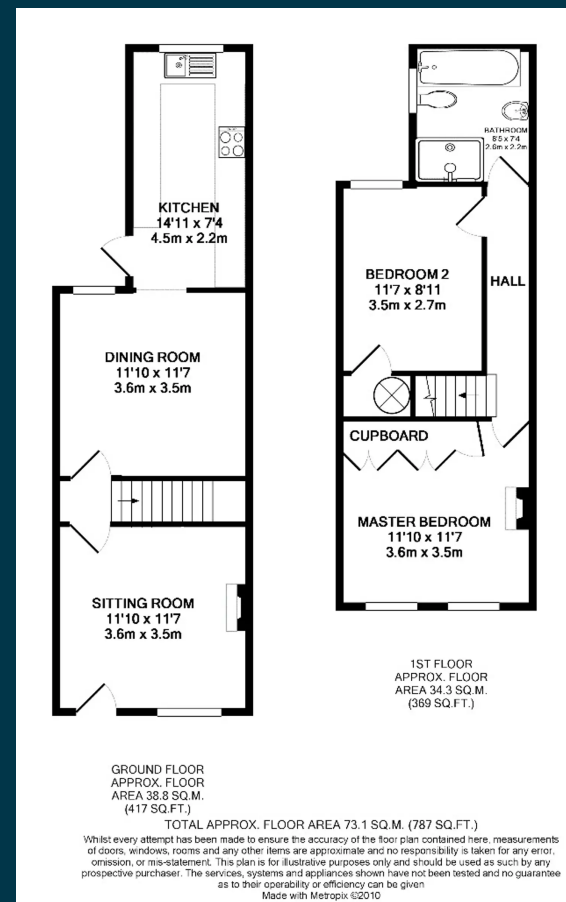 KITCHEN
14'11 x 7'4
4.5m x 2.2m
DINING ROOM
11'10 x 11'7
3.6m x 3.5m
SITTING ROOM
11'10 x 11'7
3.6m x 3.5m
GROUND FLOOR
APPROX. FLOOR
AREA 38.8 SQ.M.
(417 SQ.FT.)
BATHROOM
8'5 x 7'4
2.6m x 2.2m
BEDROOM 2
11'7 x 8'11
3.5m x 2.7m
HALL
CUPBOARD
MASTER BEDROOM
11'10 x 11'7
3.6m x 3.5m
1ST FLOOR
APPROX. FLOOR
AREA 34.3 SQ.M.
(369 SQ.FT.)
TOTAL APPROX. FLOOR AREA 73.1 SQ.M. (787 SQ.FT.)
Whilst every attempt has been made to ensure the accuracy of the floor plan contained here, measurements
of doors, windows, rooms and any other items are approximate and no responsibility is taken for any error,
omission, or mis-statement. This plan is for illustrative purposes only and should be used as such by any
prospective purchaser. The services, systems and appliances shown have not been tested and no guarantee
as to their operability or efficiency can be given
Made with Metropix ©2010